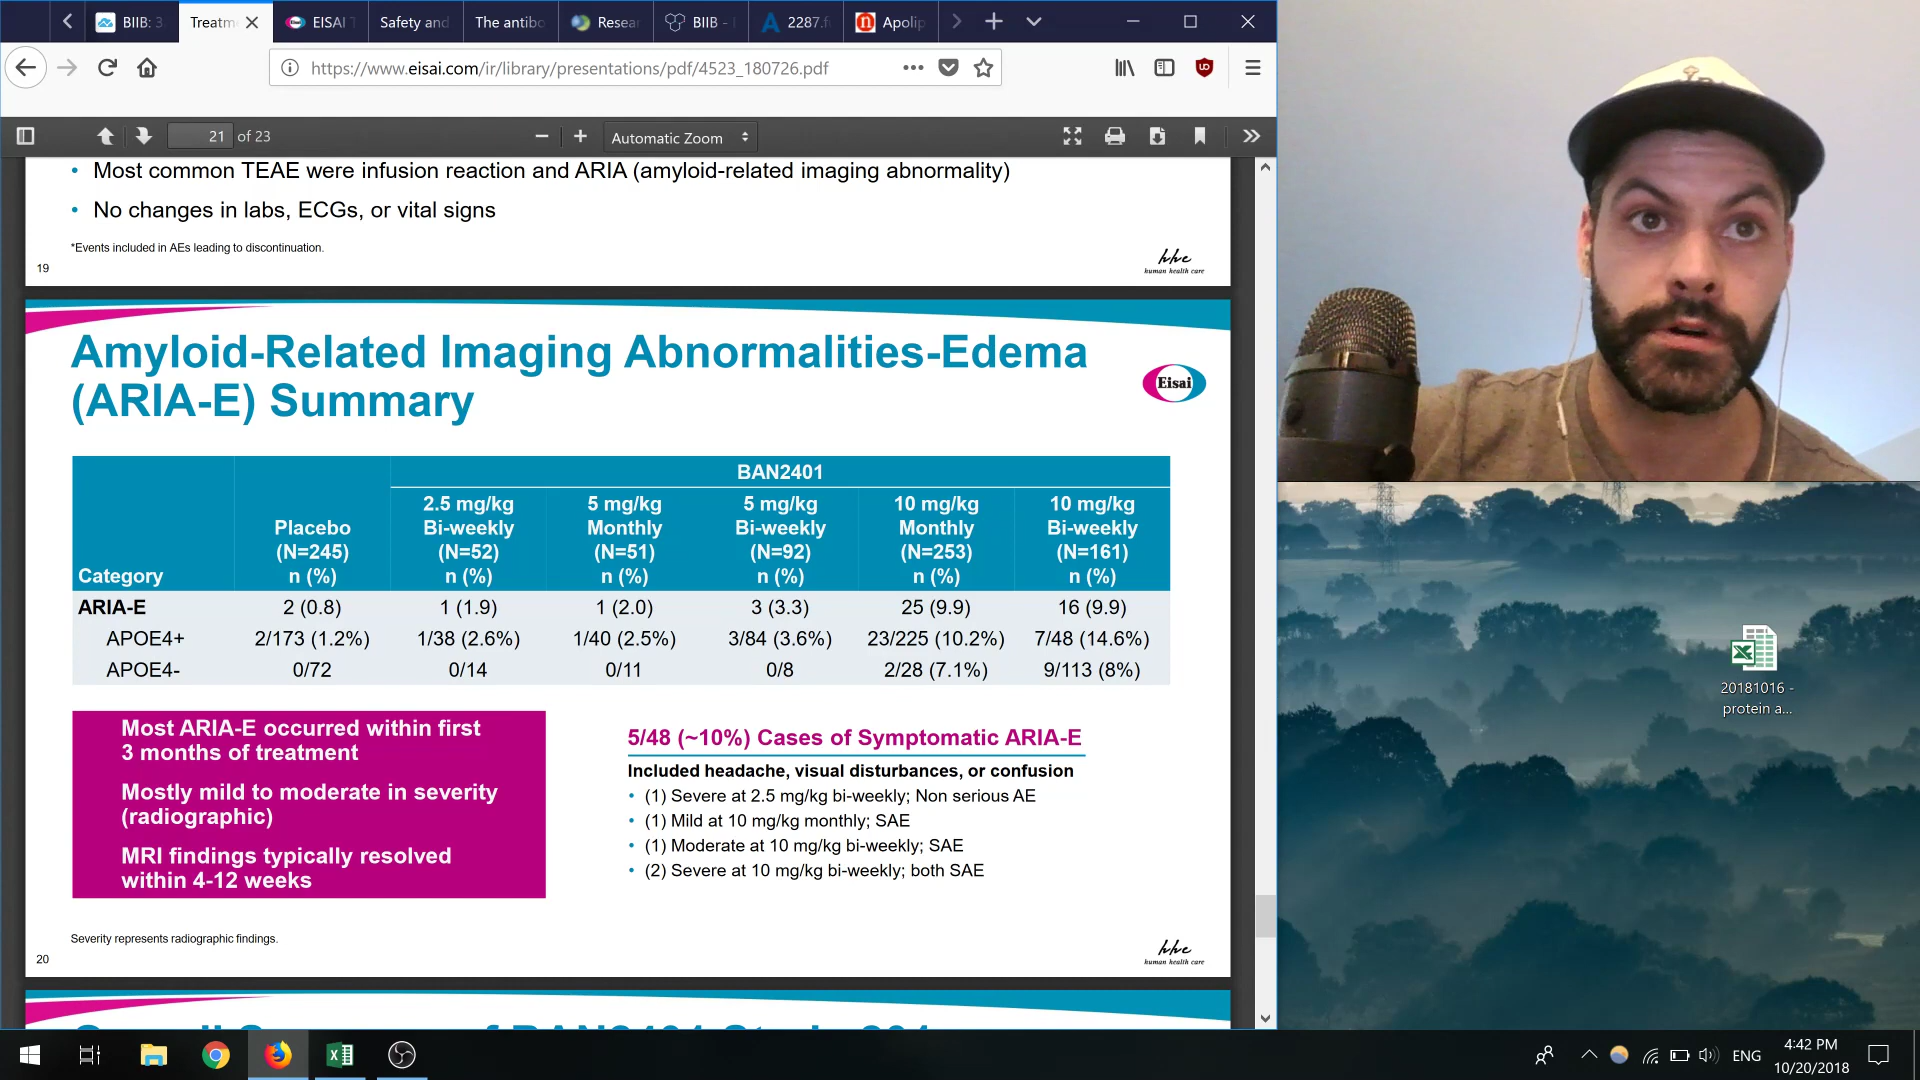 BIIB: 3
Treatm
EISAI T
Safety and
The antibo
Resear
BIIB -
2287.f
Apolip
https://www.eisai.com/ir/library/presentations/pdf/4523_180726.pdf
21 of 23
Automatic Zoom
• Most common TEAE were infusion reaction and ARIA (amyloid-related imaging abnormality)
• No changes in labs, ECGs, or vital signs
*Events included in AEs leading to discontinuation.
19
hhc
human health care
Amyloid-Related Imaging Abnormalities-Edema
(ARIA-E) Summary
Eisai
BAN2401
Category
Placebo
(N=245)
n (%)
2.5 mg/kg
Bi-weekly
(N=52)
n (%)
5 mg/kg
Monthly
(N=51)
n (%)
5 mg/kg
Bi-weekly
(N=92)
n (%)
10 mg/kg
Monthly
(N=253)
n (%)
10 mg/kg
Bi-weekly
(N=161)
n (%)
ARIA-E 2 (0.8) 1 (1.9) 1 (2.0) 3 (3.3) 25 (9.9) 16 (9.9)
APOE4+ 2/173 (1.2%) 1/38 (2.6%) 1/40 (2.5%) 3/84 (3.6%) 23/225 (10.2%) 7/48 (14.6%)
APOE4- 0/72 0/14 0/11 0/8 2/28 (7.1%) 9/113 (8%)
Most ARIA-E occurred within first
3 months of treatment
Mostly mild to moderate in severity
(radiographic)
MRI findings typically resolved
within 4-12 weeks
5/48 (~10%) Cases of Symptomatic ARIA-E
Included headache, visual disturbances, or confusion
• (1) Severe at 2.5 mg/kg bi-weekly; Non serious AE
• (1) Mild at 10 mg/kg monthly; SAE
• (1) Moderate at 10 mg/kg bi-weekly; SAE
• (2) Severe at 10 mg/kg bi-weekly; both SAE
Severity represents radiographic findings.
20
hhc
human health care
20181016 -
protein a...
ENG
4:42 PM
10/20/2018